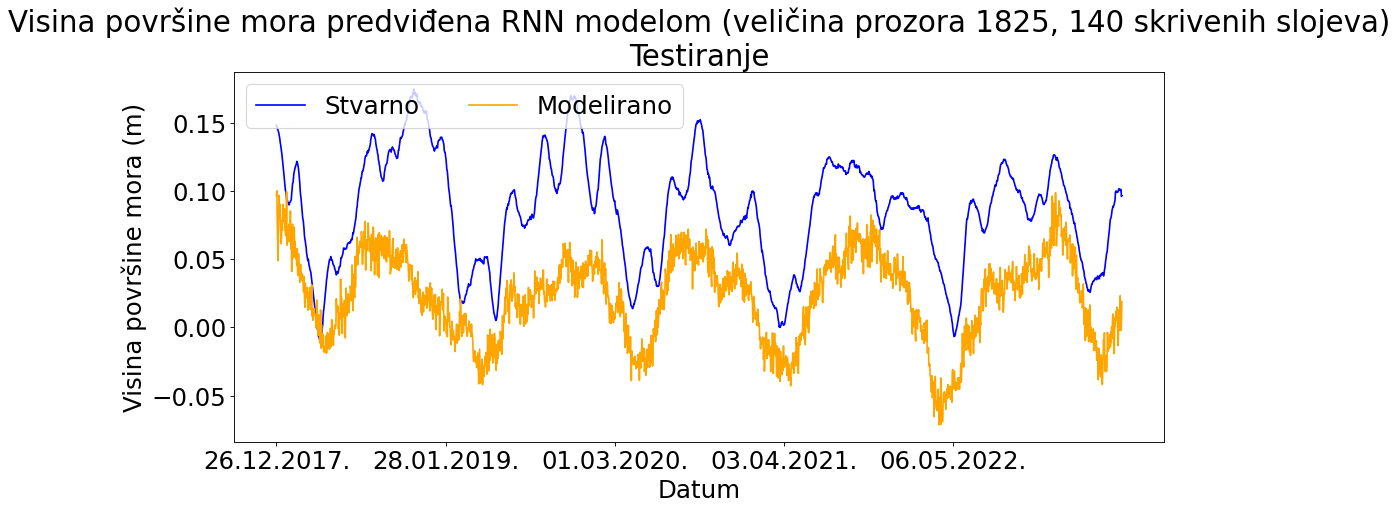 Visina površine mora predviđena RNN modelom (veličina prozora 1825, 140 skrivenih slojeva)
Testiranje
Stvarno
Modelirano
Visina površine mora (m)
0.15
0.10
0.05
0.00
−0.05
26.12.2017.
28.01.2019.
01.03.2020.
03.04.2021.
06.05.2022.
Datum